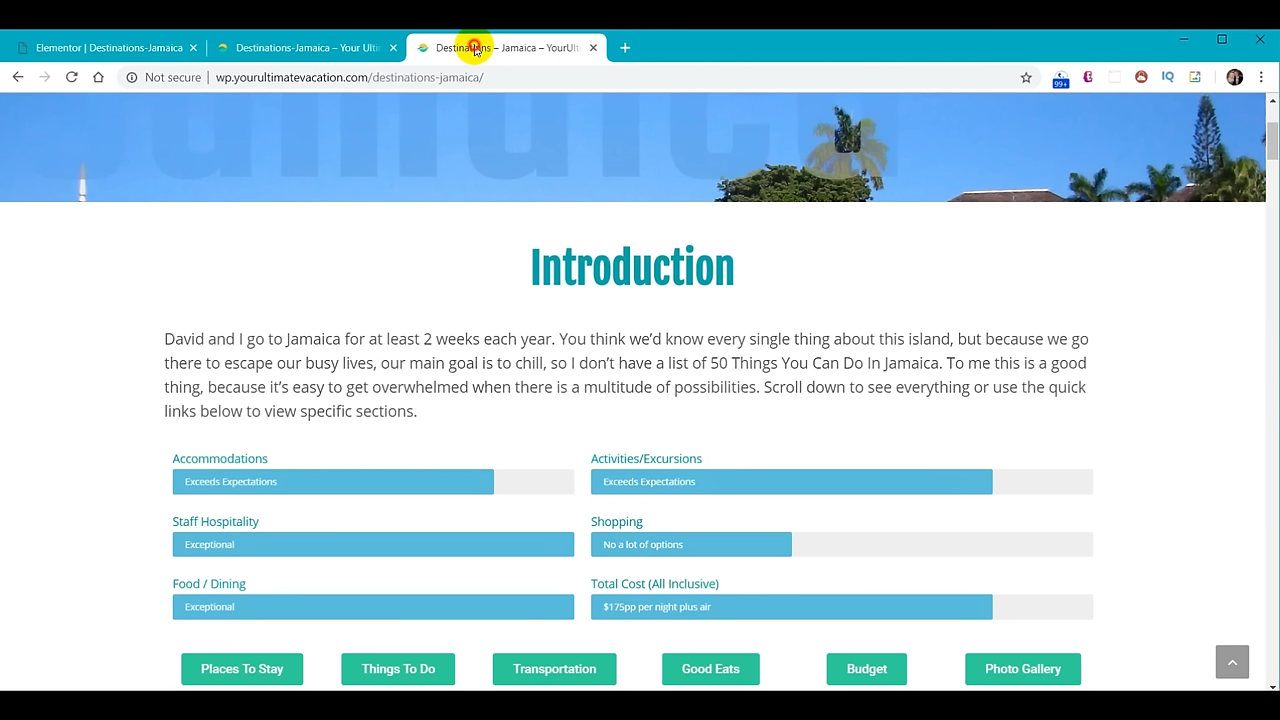 Elementor | Destinations-Jamaica
Destinations-Jamaica – Your Ulti
Destinations – Jamaica – YourUlti
Not secure | wp.yourultimatevacation.com/destinations-jamaica/
99+
IQ
Jamaica
Introduction
David and I go to Jamaica for at least 2 weeks each year. You think we'd know every single thing about this island, but because we go
there to escape our busy lives, our main goal is to chill, so I don't have a list of 50 Things You Can Do In Jamaica. To me this is a good
thing, because it's easy to get overwhelmed when there is a multitude of possibilities. Scroll down to see everything or use the quick
links below to view specific sections.
Accommodations
Exceeds Expectations
Activities/Excursions
Exceeds Expectations
Staff Hospitality
Exceptional
Shopping
No a lot of options
Food / Dining
Exceptional
Total Cost (All Inclusive)
$175pp per night plus air
Places To Stay
Things To Do
Transportation
Good Eats
Budget
Photo Gallery